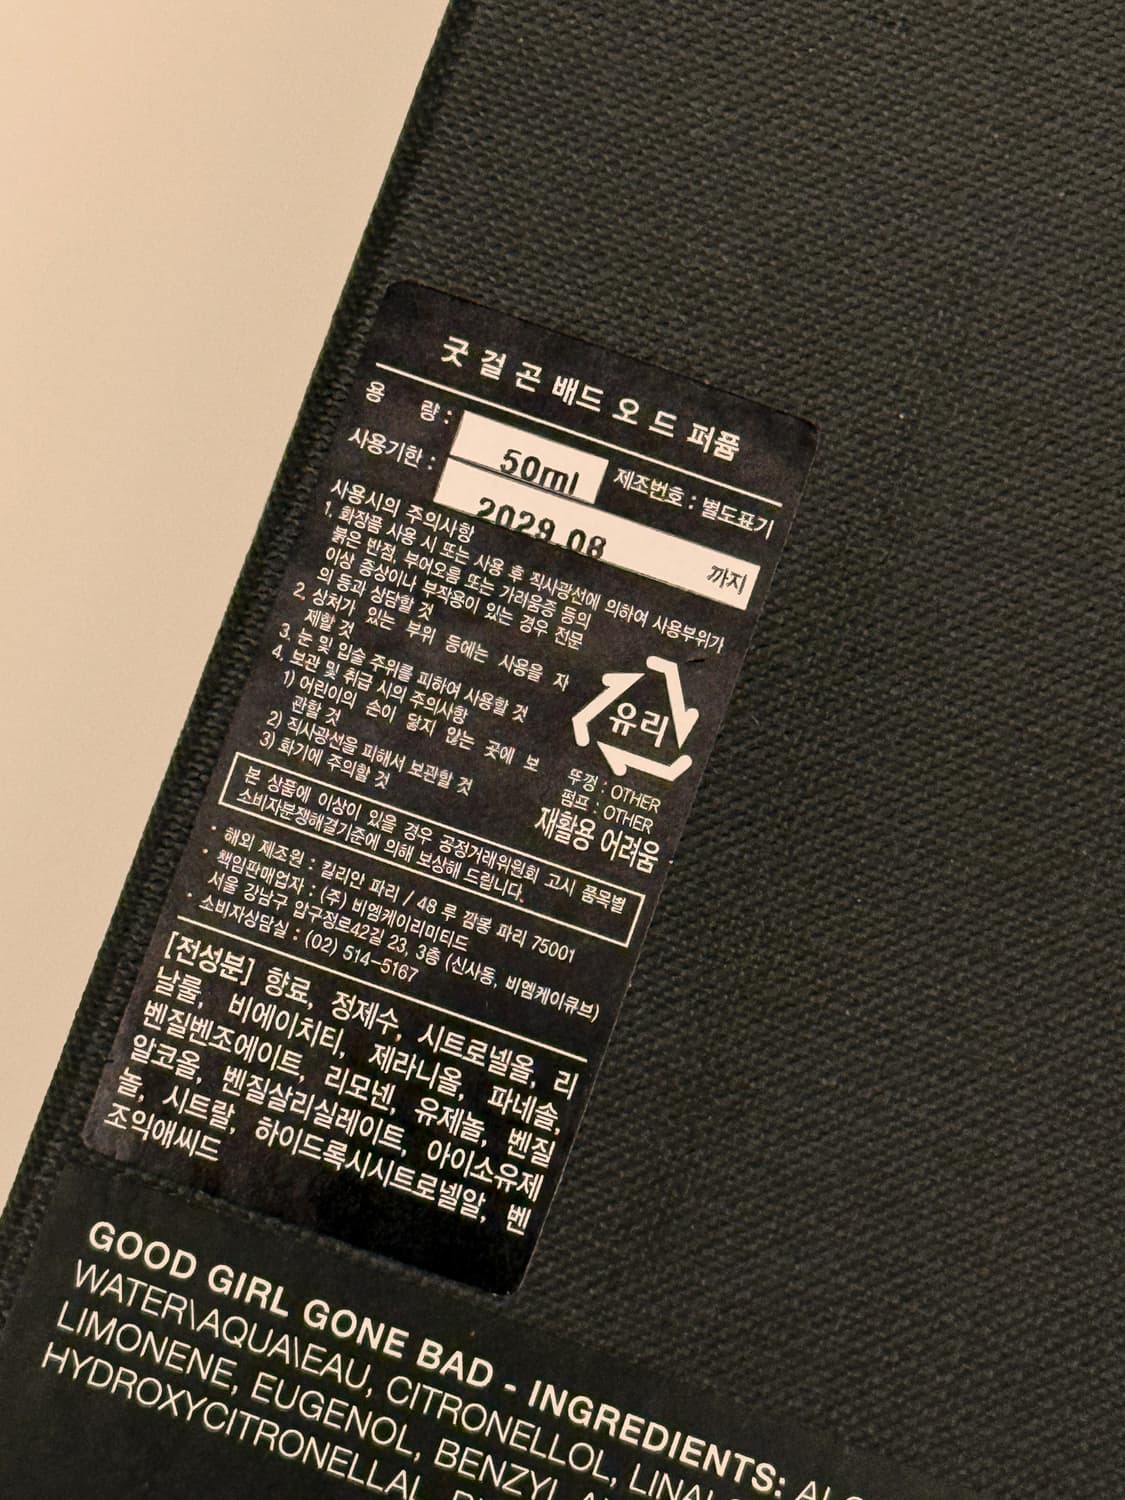 굿 걸 곤 배드 오 드 퍼퓸
용 량 : 50ml 제조번호 : 별도표기
사용기한 : 2029 08 까지
사용시의 주의사항
1. 화장품 사용 시 또는 사용 후 직사광선에 의하여 사용부위가
붉은 반점, 부어오름 또는 가려움증 등의
이상 증상이나 부작용이 있는 경우 전문
의 등과 상담할 것
2. 상처가 있는 부위 등에는 사용을 자
제할 것
3. 눈 및 입술 주위를 피하여 사용할 것
4. 보관 및 취급 시의 주의사항
1) 어린이의 손이 닿지 않는 곳에 보
관할 것
2) 직사광선을 피해서 보관할 것
3) 화기에 주의할 것
유리
뚜껑 : OTHER
펌프 : OTHER
재활용 어려움
본 상품에 이상이 있을 경우 공정거래위원회 고시 품목별
소비자분쟁해결기준에 의해 보상해 드립니다.
· 해외 제조원 : 킬리안 파리 / 48 루 깜봉 파리 75001
· 책임판매업자 : (주) 비엠케이리미티드
서울 강남구 압구정로42길 23, 3층 (신사동, 비엠케이큐브)
· 소비자상담실 : (02) 514-5167
[전성분] 향료, 정제수, 시트로넬올, 리
날룰, 비에이치티, 제라니올, 파네솔,
벤질벤조에이트, 리모넨, 유제놀, 벤질
알코올, 벤질살리실레이트, 아이소유제
놀, 시트랄, 하이드록시시트로넬알, 벤
조익애씨드
GOOD GIRL GONE BAD - INGREDIENTS:
WATER\AQUA\EAU, CITRONELLOL,
LIMONENE, EUGENOL, BENZYL
HYDROXYCITRONELLAL,